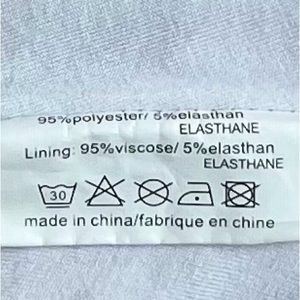 95%polyester/ 5%elasthan
ELASTHANE
Lining: 95%viscose/ 5%elasthan
ELASTHANE
30
made in china/fabrique en chine